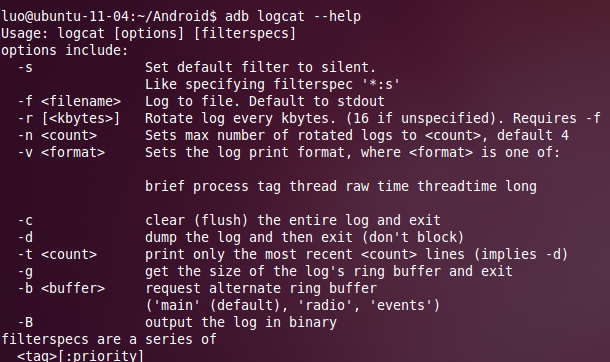 luo@ubuntu-11-04:~/Android$ adb logcat --help
Usage: logcat [options] [filterspecs]
options include:
  -s              Set default filter to silent.
                  Like specifying filterspec '*:s'
  -f <filename>   Log to file. Default to stdout
  -r [<kbytes>]   Rotate log every kbytes. (16 if unspecified). Requires -f
  -n <count>      Sets max number of rotated logs to <count>, default 4
  -v <format>     Sets the log print format, where <format> is one of:
                  brief process tag thread raw time threadtime long
  -c              clear (flush) the entire log and exit
  -d              dump the log and then exit (don't block)
  -t <count>      print only the most recent <count> lines (implies -d)
  -g              get the size of the log's ring buffer and exit
  -b <buffer>     request alternate ring buffer
                  ('main' (default), 'radio', 'events')
  -B              output the log in binary
filterspecs are a series of
  <tag>[:priority]